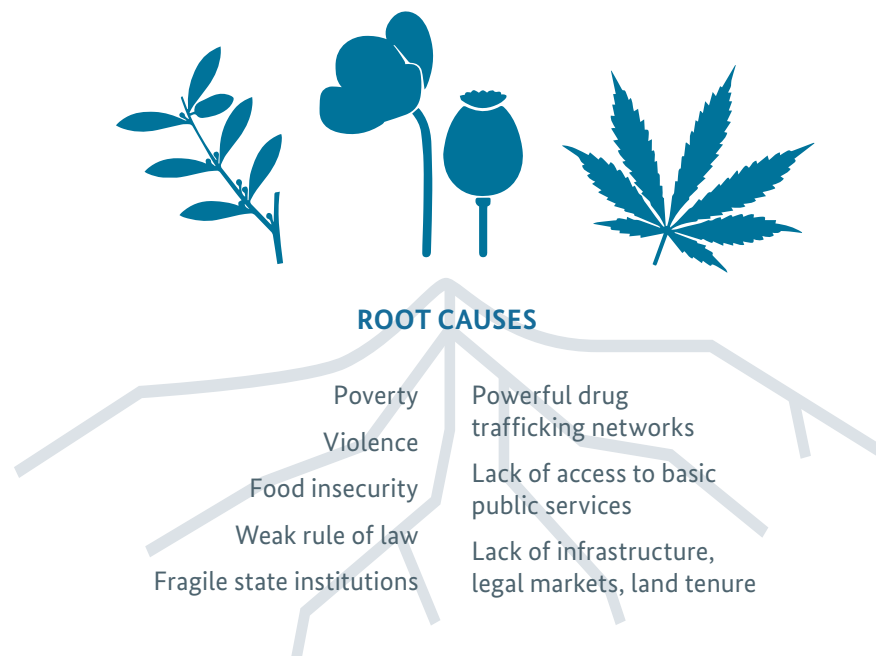 ROOT CAUSES
Poverty
Violence
Food insecurity
Weak rule of law
Fragile state institutions
Powerful drug
trafficking networks
Lack of access to basic
public services
Lack of infrastructure,
legal markets, land tenure